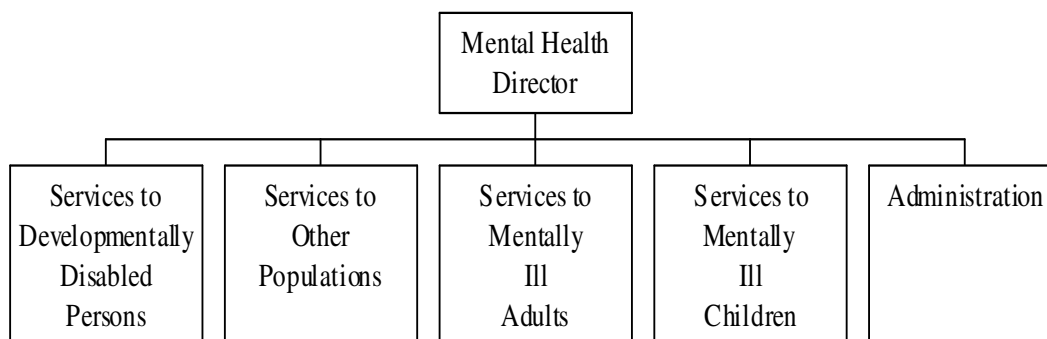 Mental Health
Director
Services to
Developmentally
Disabled
Persons
Services to
Other
Populations
Services to
Mentally
Ill
Adults
Services to
Mentally
Ill
Children
Administration